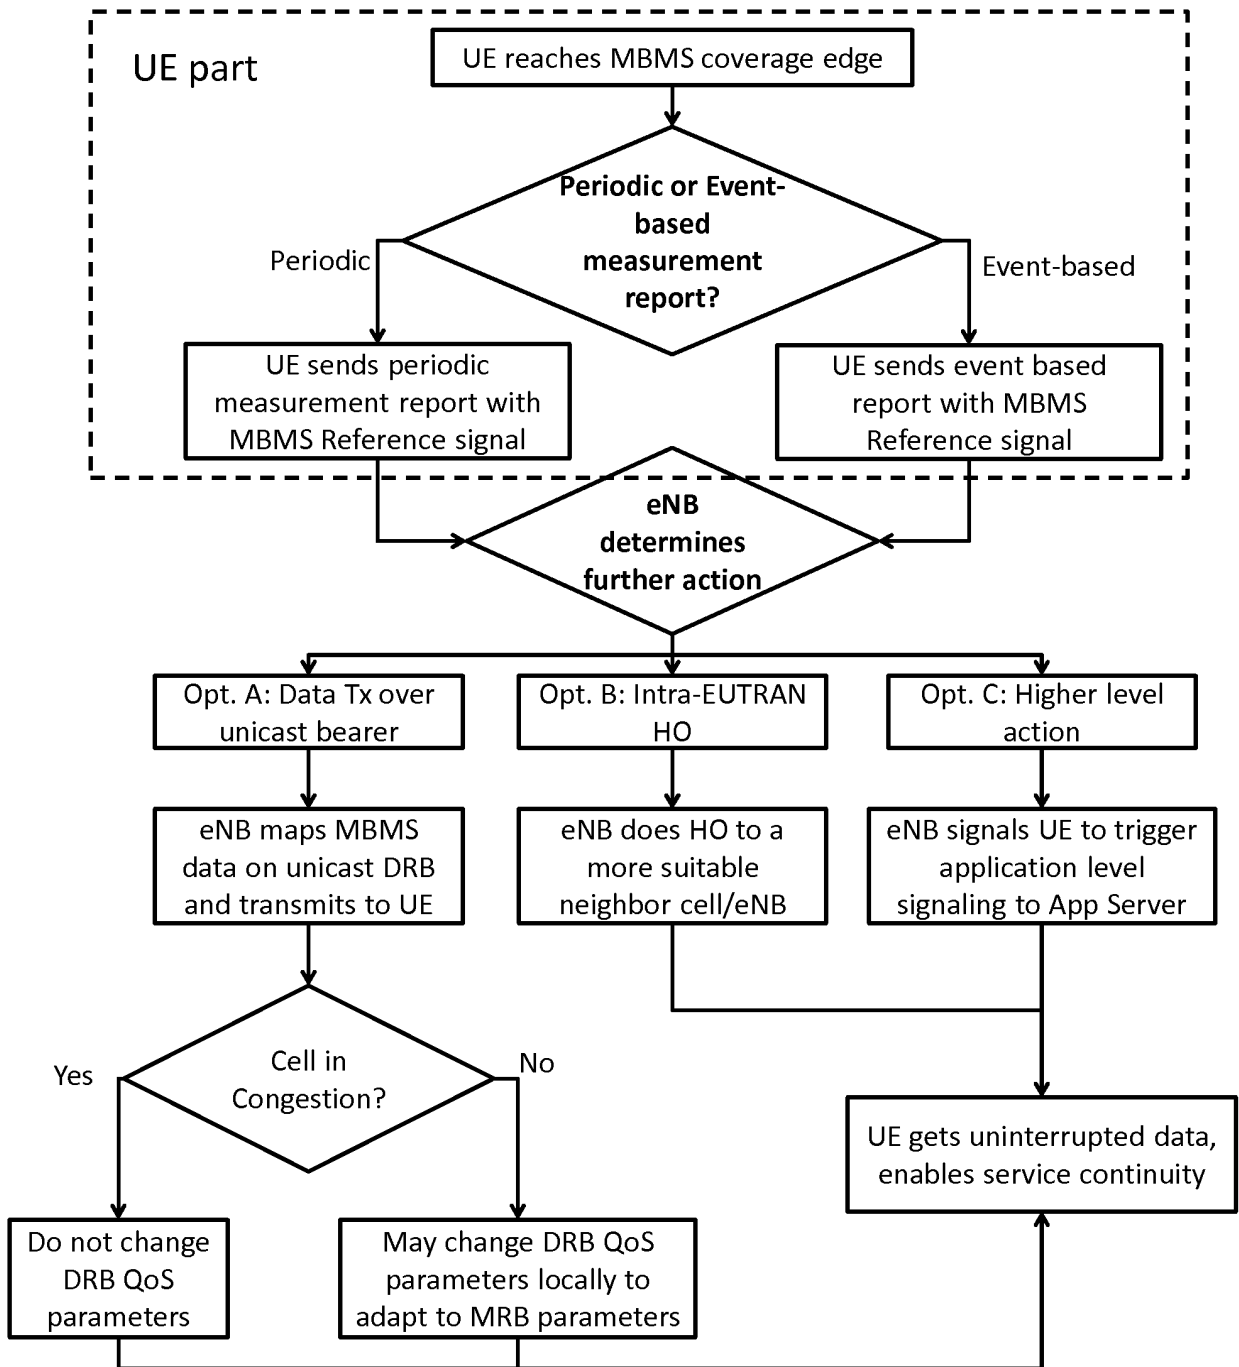 UE part
UE reaches MBMS coverage edge
Periodic or Event-
based
measurement
report?
Periodic
Event-based
UE sends periodic
measurement report with
MBMS Reference signal
UE sends event based
report with MBMS
Reference signal
eNB
determines
further action
Opt. A: Data Tx over
unicast bearer
Opt. B: Intra-EUTRAN
HO
Opt. C: Higher level
action
eNB maps MBMS
data on unicast DRB
and transmits to UE
eNB does HO to a
more suitable
neighbor cell/eNB
eNB signals UE to trigger
application level
signaling to App Server
Cell in
Congestion?
Yes
No
UE gets uninterrupted data,
enables service continuity
Do not change
DRB QoS
parameters
May change DRB QoS
parameters locally to
adapt to MRB parameters